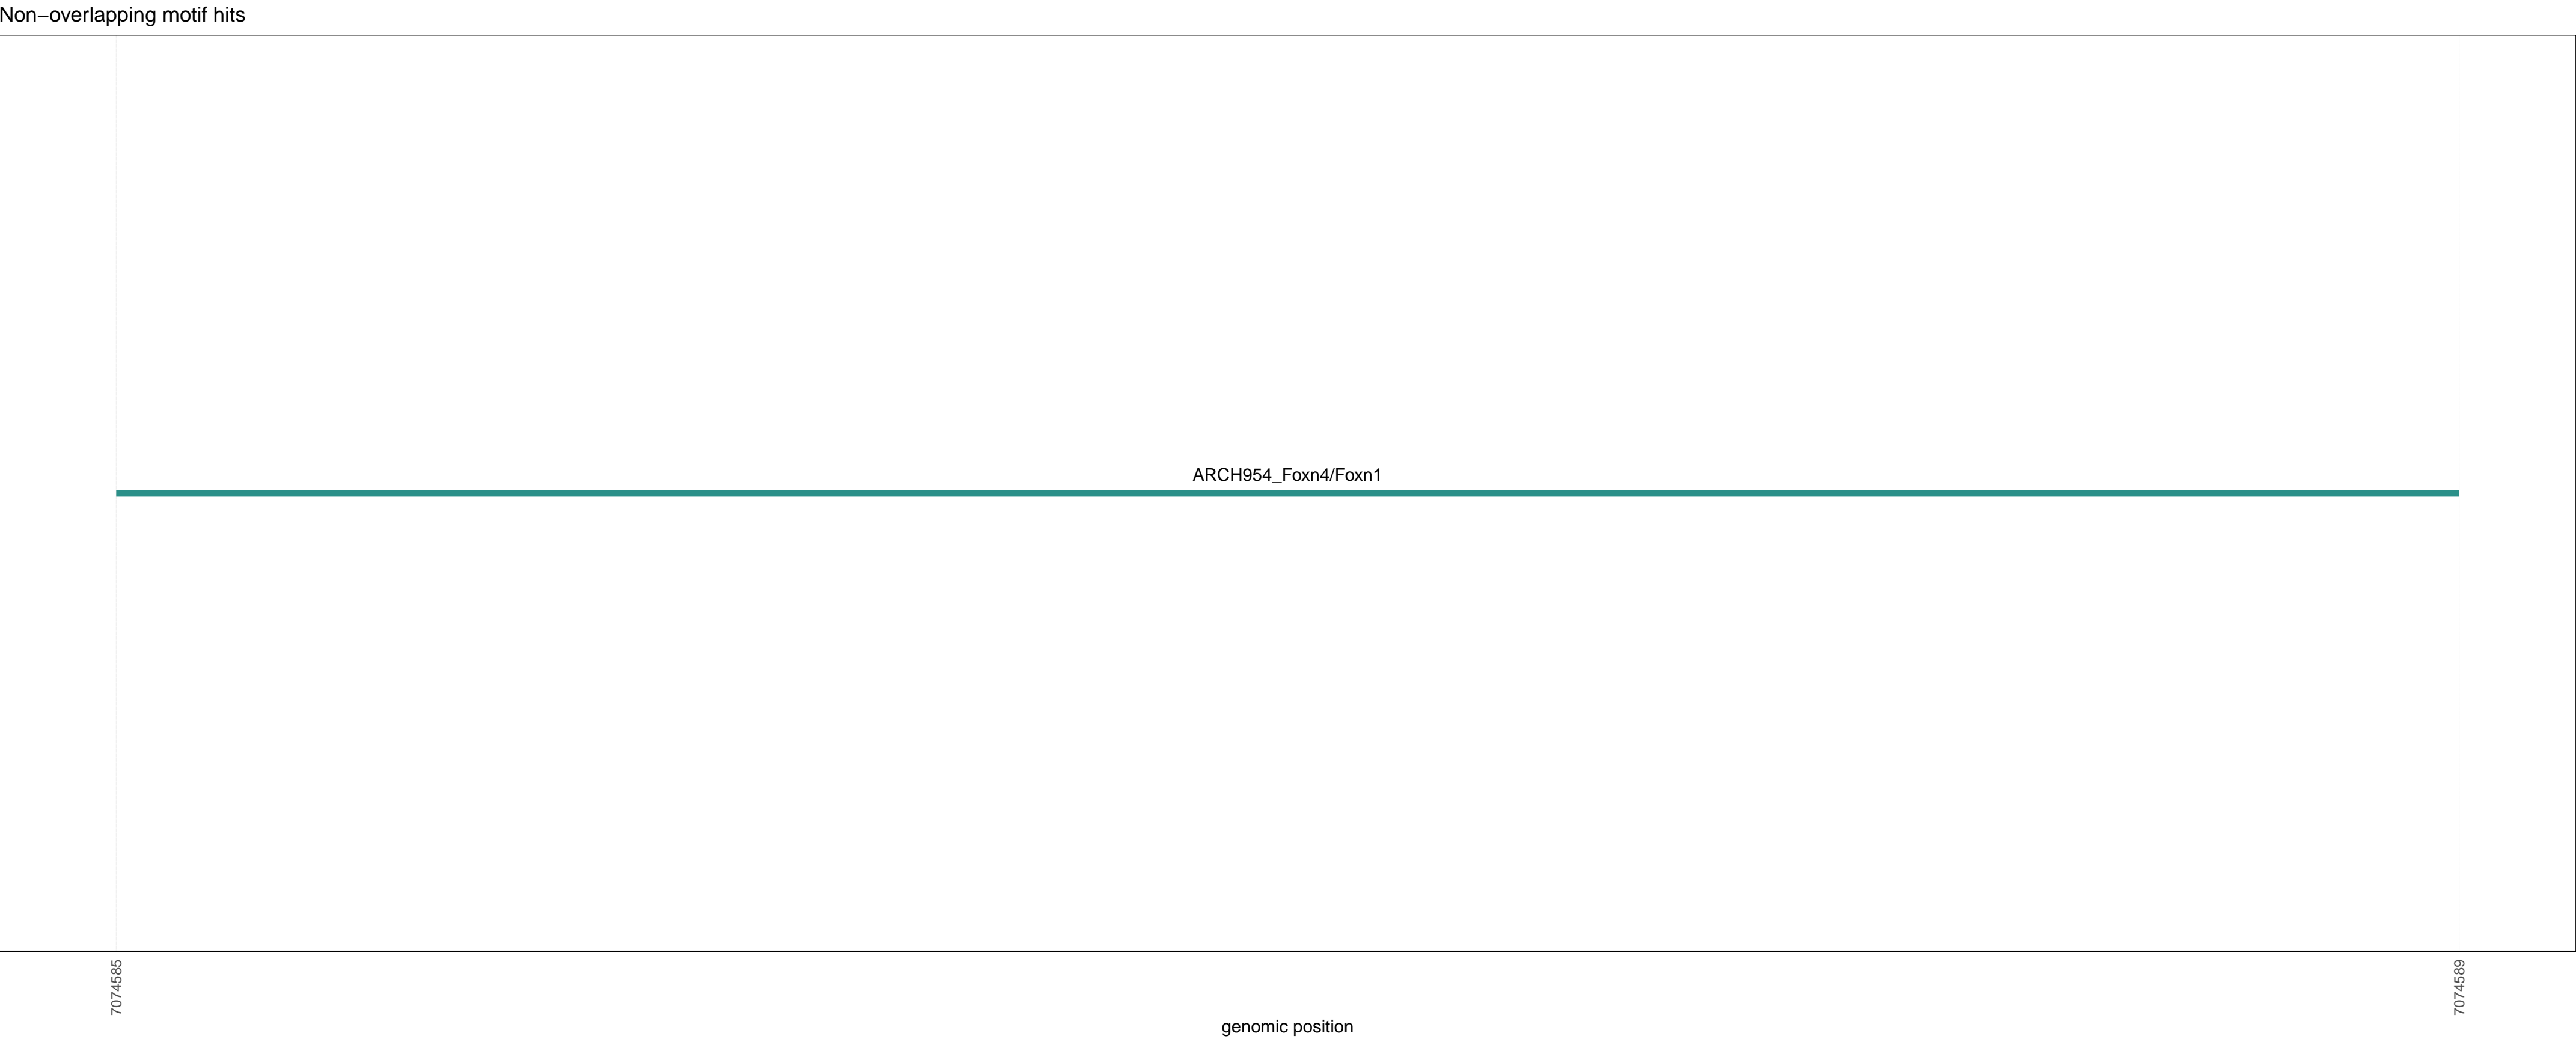 Non−overlapping motif hits
ARCH954_Foxn4/Foxn1
7074585
7074589
genomic position